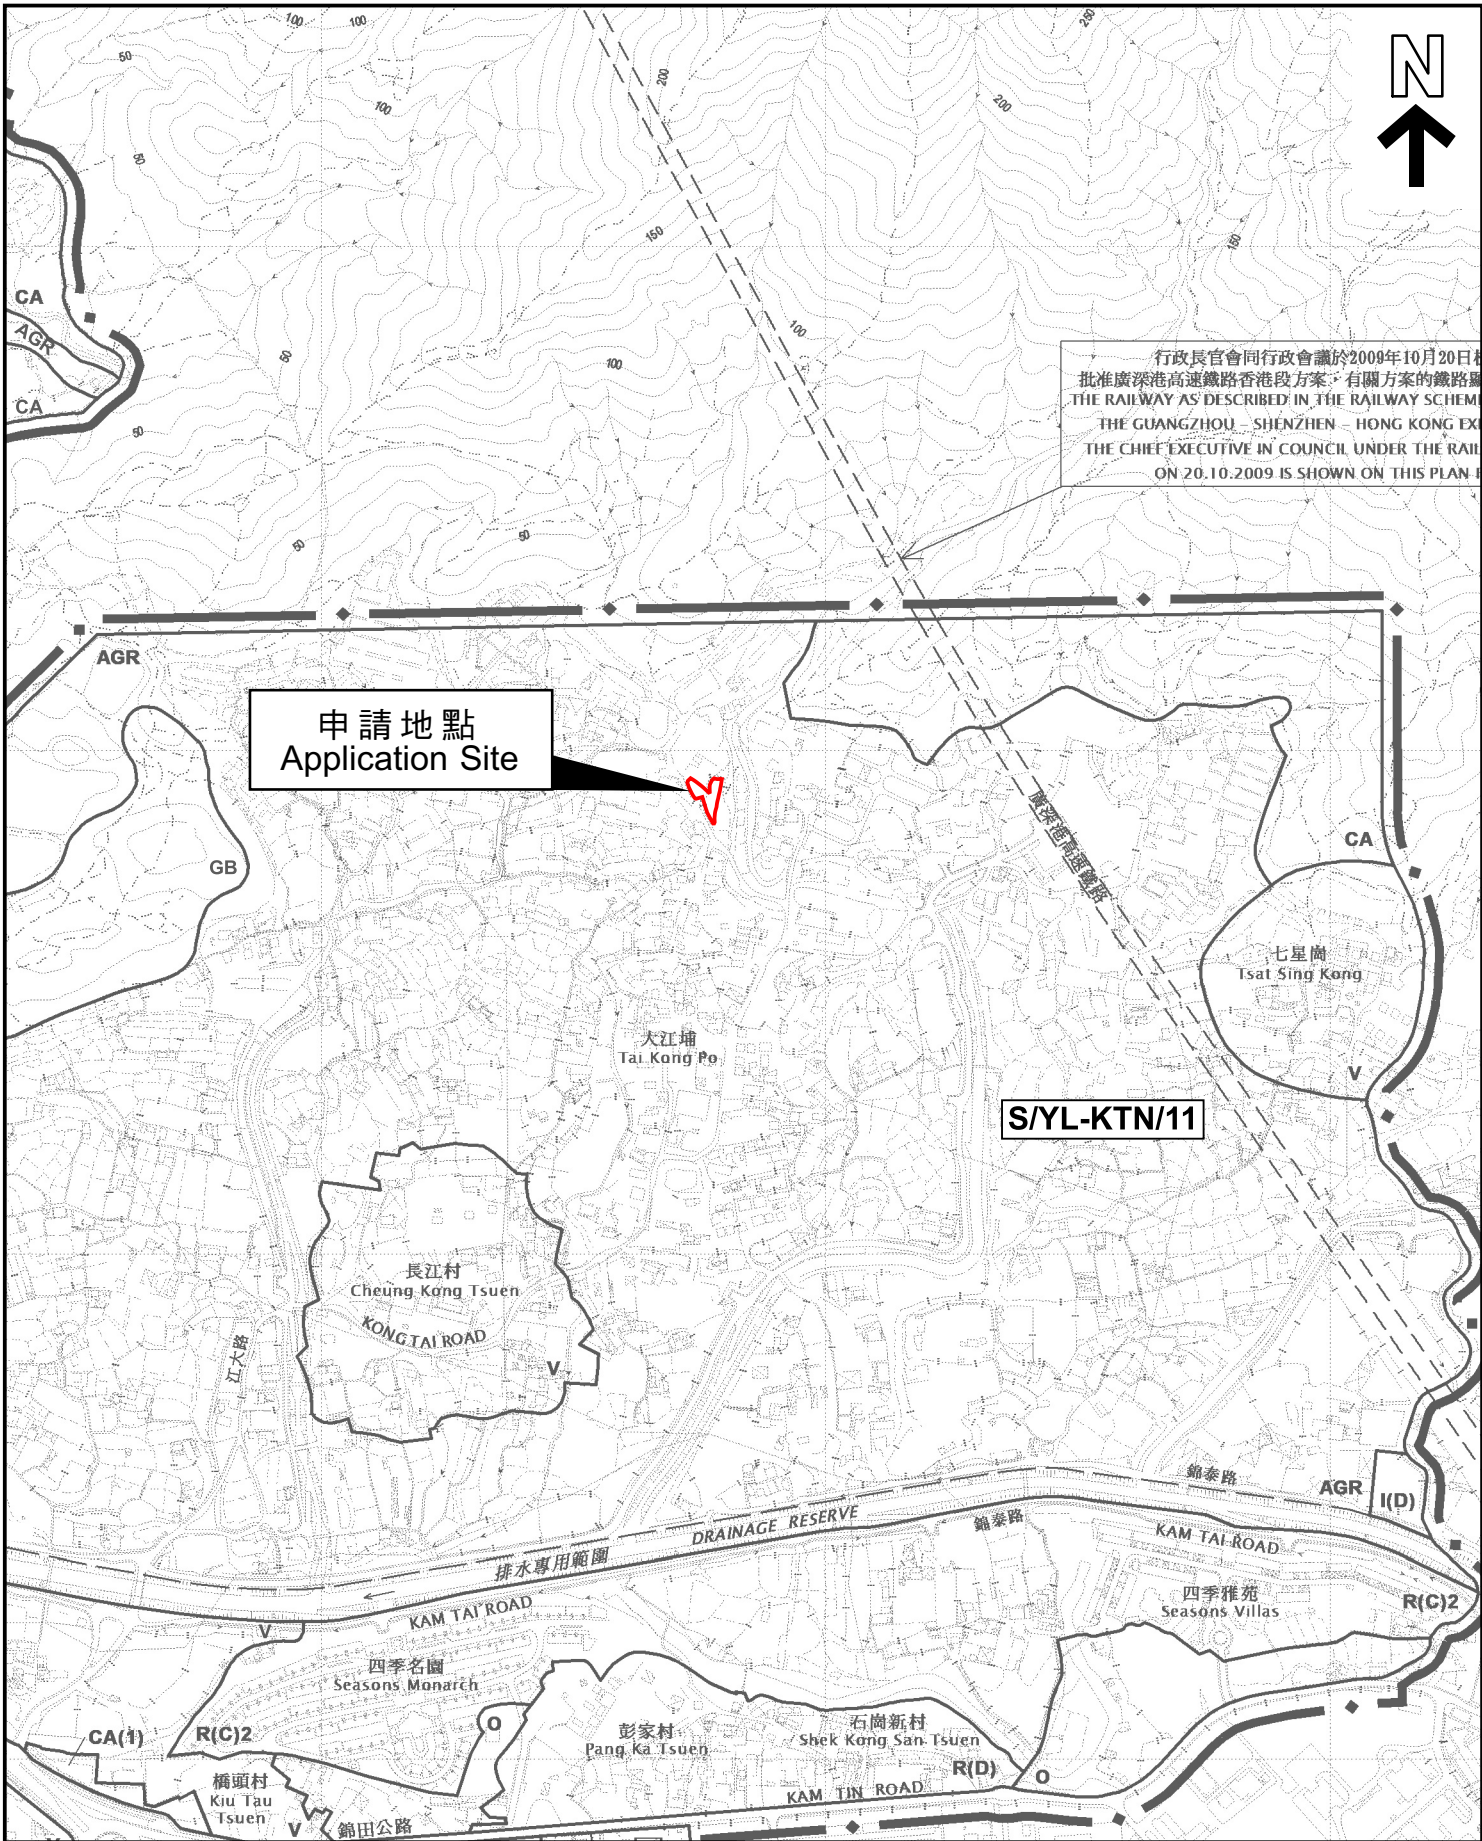 100
100
250
50
200
N
100
200
50
150
150
CA
100
AGR
50
100
行政長官會同行政會議於2009年10月20日
批准廣深港高速鐵路香港段方案，有關方案的鐵路
THE RAILWAY AS DESCRIBED IN THE RAILWAY SCHEM
THE GUANGZHOU – SHENZHEN – HONG KONG EX
THE CHIEF EXECUTIVE IN COUNCIL UNDER THE RAIL
ON 20.10.2009 IS SHOWN ON THIS PLAN
CA
50
50
50
AGR
申請地點
Application Site
廣深港高速鐵路
CA
GB
七星崗
Tsat Sing Kong
大江埔
Tai Kong Po
V
S/YL-KTN/11
長江村
Cheung Kong Tsuen
KONG TAI ROAD
江大路
V
錦泰路
AGR
I(D)
DRAINAGE RESERVE
排水專用範圍
錦泰路
KAM TAI ROAD
KAM TAI ROAD
四季雅苑
Seasons Villas
R(C)2
V
四季名園
Seasons Monarch
O
CA(1)
R(C)2
彭家村
Pang Ka Tsuen
石崗新村
Shek Kong San Tsuen
R(D)
O
橋頭村
Kiu Tau
Tsuen
V
KAM TIN ROAD
錦田公路